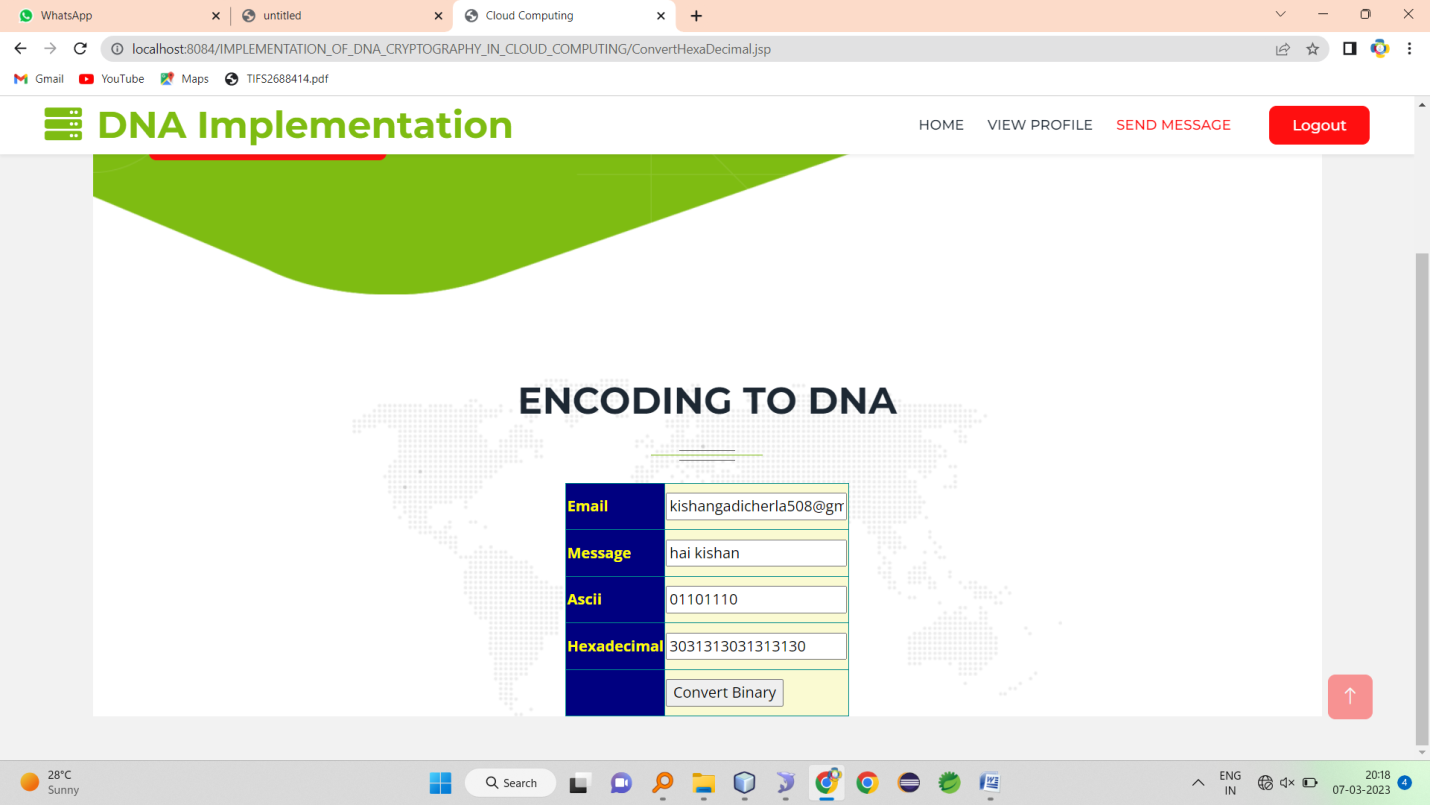 WhatsApp
untitled
Cloud Computing
localhost:8084/IMPLEMENTATION_OF_DNA_CRYPTOGRAPHY_IN_CLOUD_COMPUTING/ConvertHexaDecimal.jsp
Gmail YouTube Maps TIFS2688414.pdf
DNA Implementation
HOME VIEW PROFILE SEND MESSAGE Logout
ENCODING TO DNA
Email kishangadicherla508@gm
Message hai kishan
Ascii 01101110
Hexadecimal 3031313031313130
Convert Binary
28°C
Sunny
Search
ENG
IN
20:18
07-03-2023
4